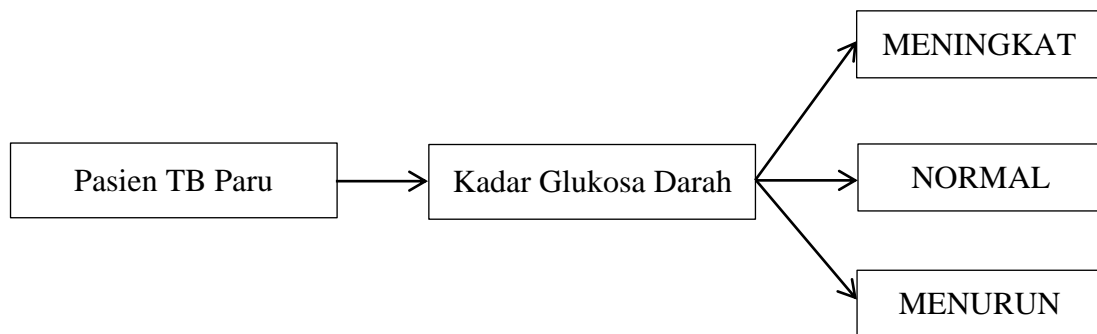 MENINGKAT
Pasien TB Paru
Kadar Glukosa Darah
NORMAL
MENURUN